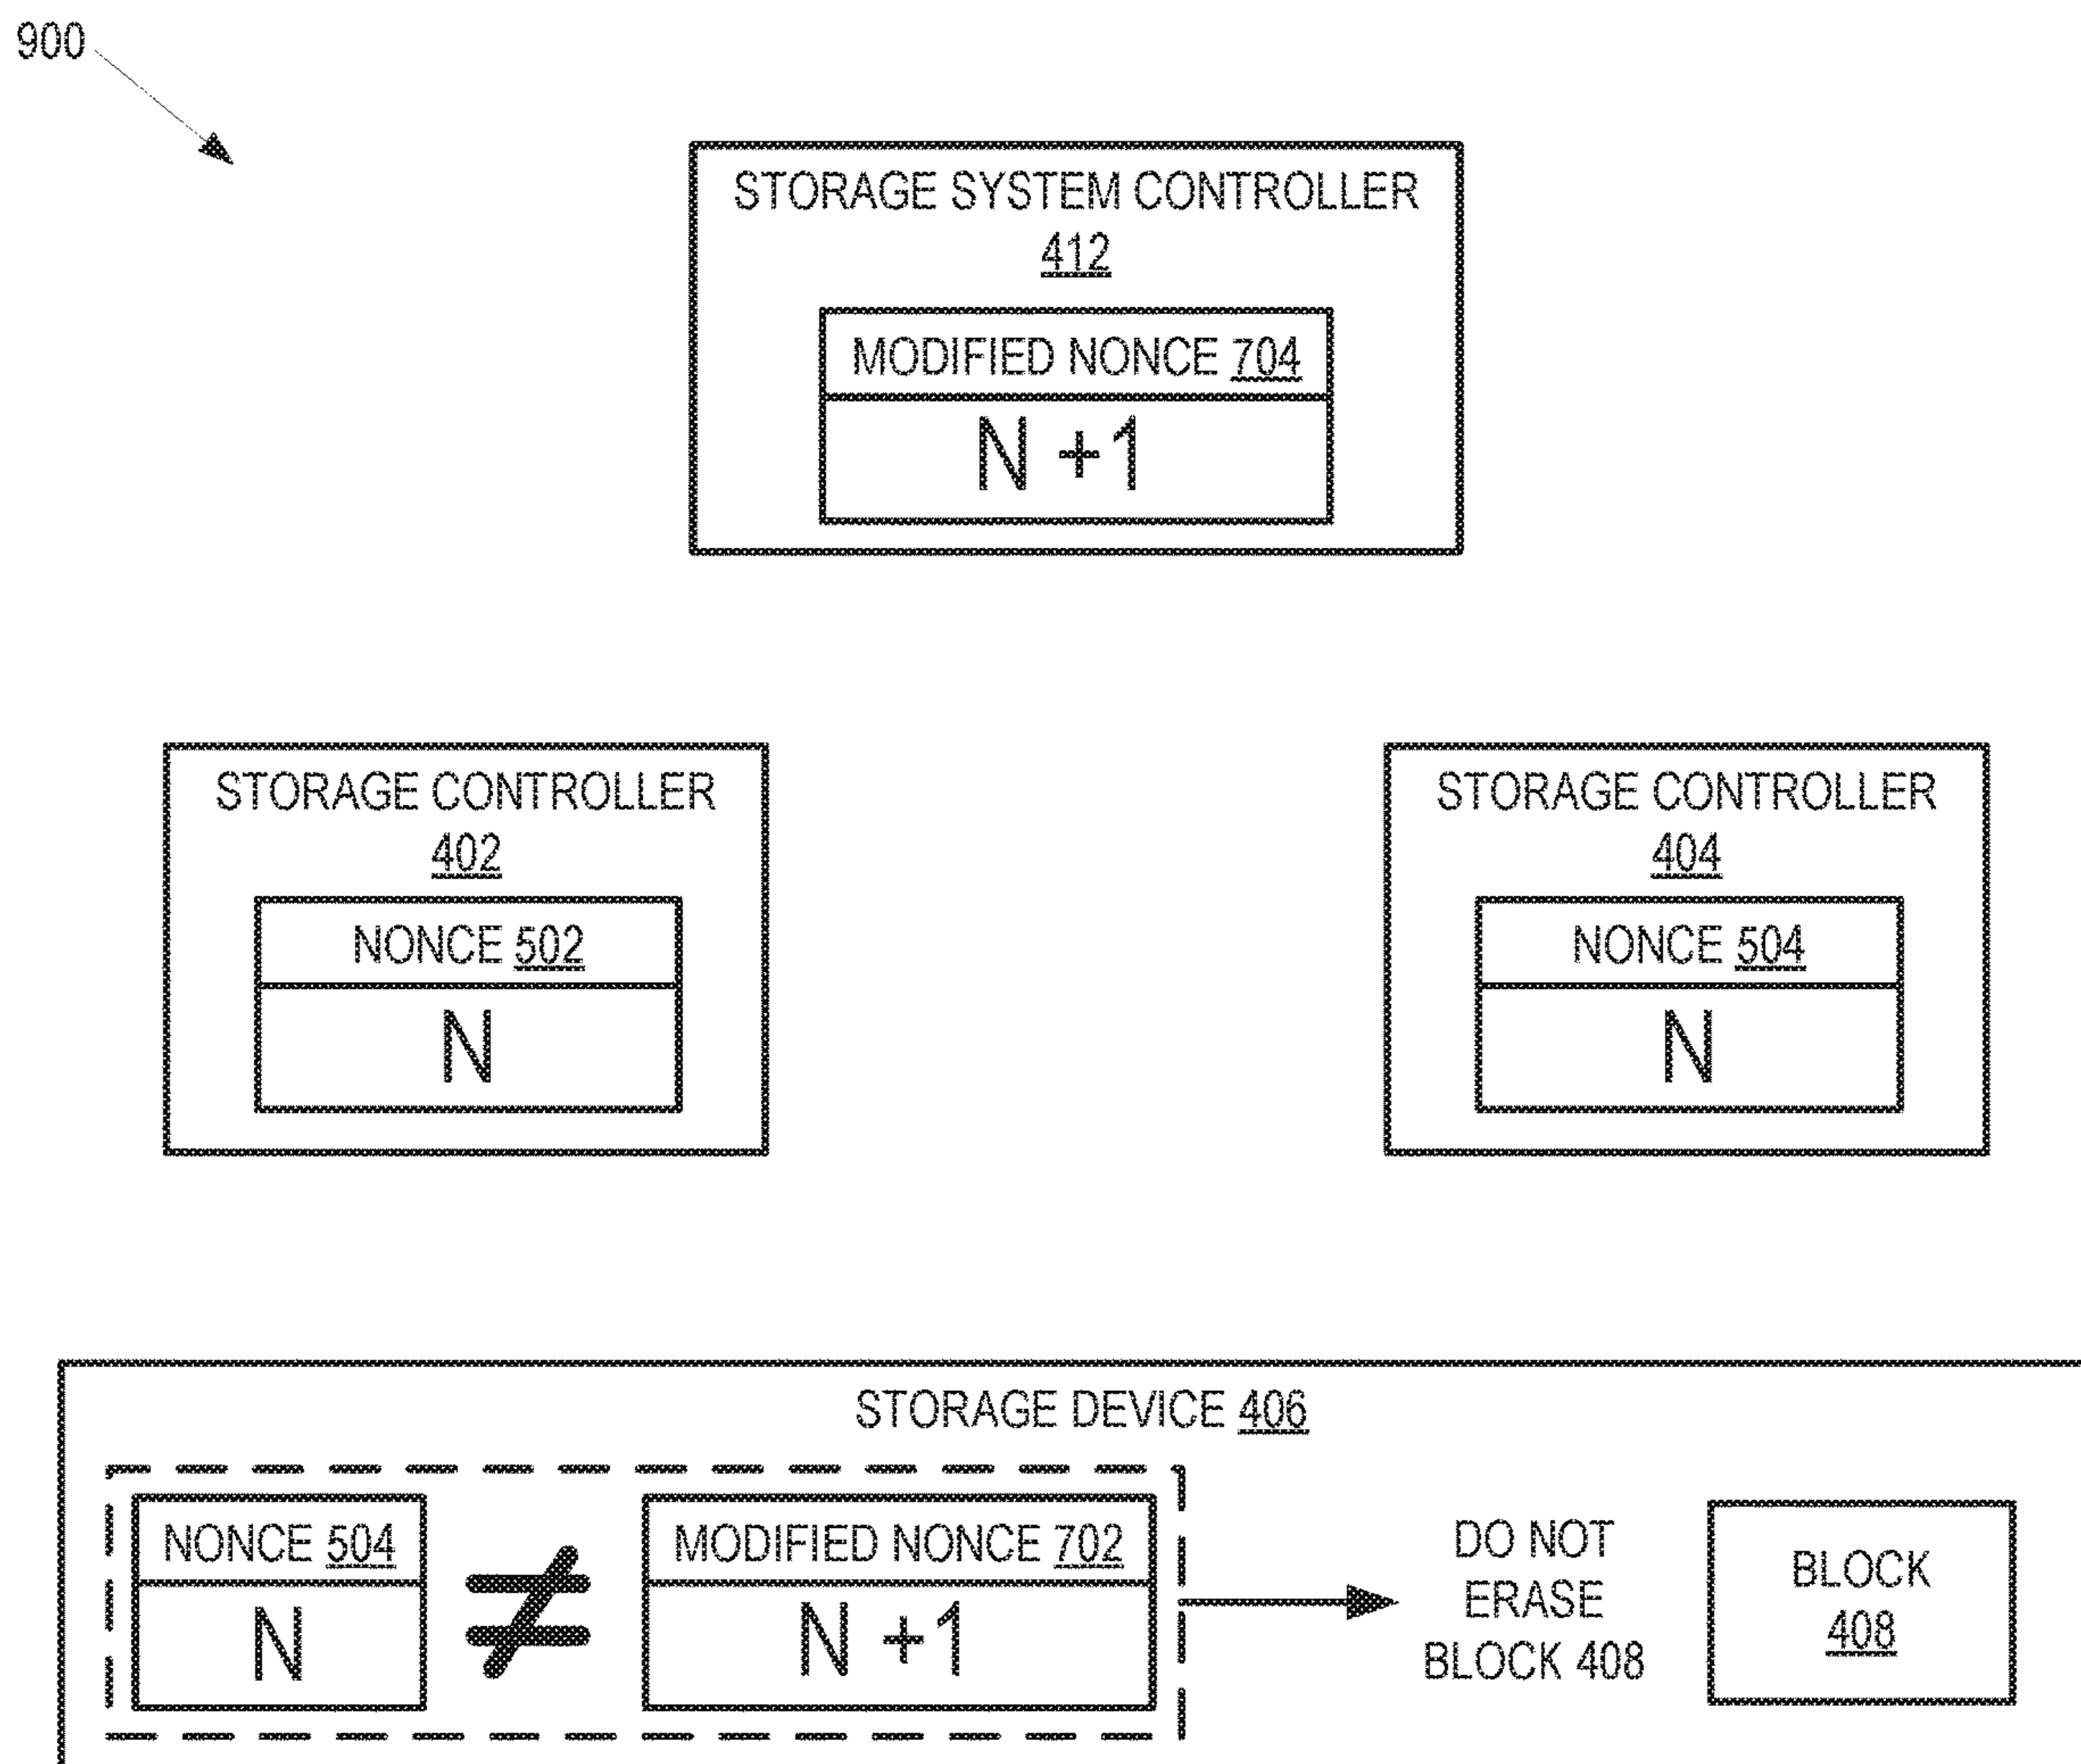 900
STORAGE SYSTEM CONTROLLER
412
MODIFIED NONCE 704
N +1
STORAGE CONTROLLER
402
NONCE 502
N
STORAGE CONTROLLER
404
NONCE 504
N
STORAGE DEVICE 406
NONCE 504
N
≠
MODIFIED NONCE 702
N +1
DO NOT
ERASE
BLOCK 408
BLOCK
408